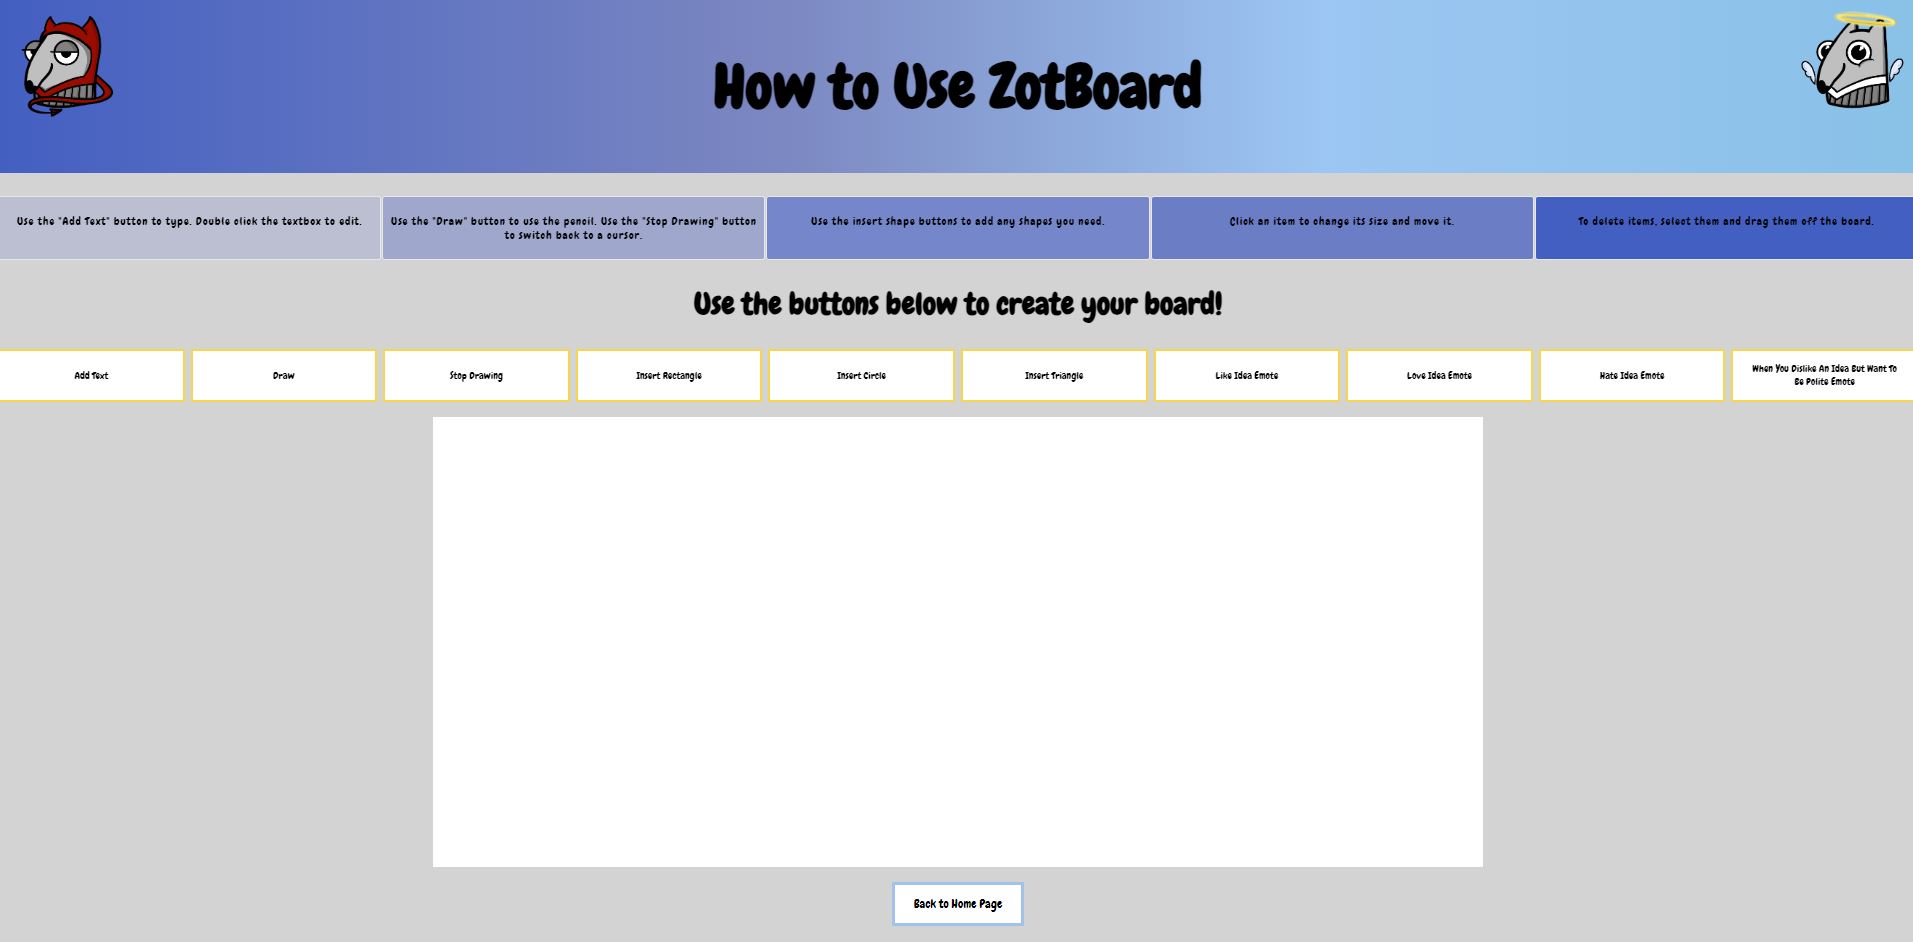 How to Use ZotBoard
Use the "Add Text" button to type. Double click the textbox to edit.
Use the "Draw" button to use the pencil. Use the "Stop Drawing" button
to switch back to a cursor.
Use the insert shape buttons to add any shapes you need.
Click an item to change its size and move it.
To delete items, select them and drag them off the board.
Use the buttons below to create your board!
Add Text
Draw
Stop Drawing
Insert Rectangle
Insert Circle
Insert Triangle
Like Idea Emote
Love Idea Emote
Hate Idea Emote
When You Dislike An Idea But Want To
Be Polite Emote
Back to Home Page